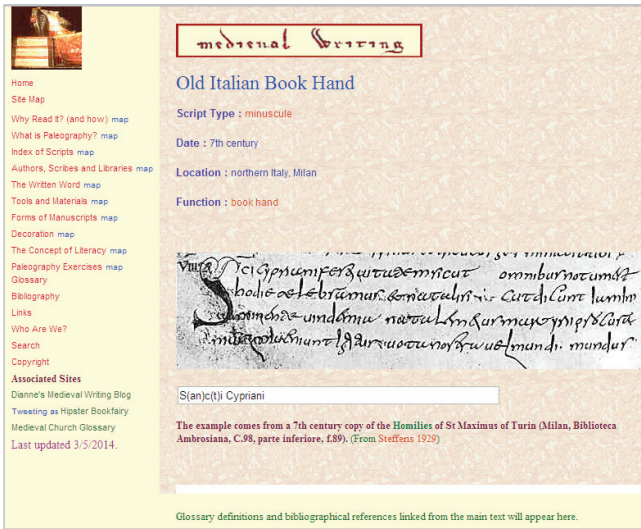 medieval Writing
Home
Site Map
Why Read It? (and how) map
What is Paleography? map
Index of Scripts map
Authors, Scribes and Libraries map
The Written Word map
Tools and Materials map
Forms of Manuscripts map
Decoration map
The Concept of Literacy map
Paleography Exercises map
Glossary
Bibliography
Links
Who Are We?
Search
Copyright
Associated Sites
Dianne's Medieval Writing Blog
Tweeting as Hipster Bookfairy
Medieval Church Glossary
Last updated 3/5/2014.
Old Italian Book Hand
Script Type : minuscule
Date : 7th century
Location : northern Italy, Milan
Function : book hand
S(an)c(t)i Cypriani
The example comes from a 7th century copy of the Homilies of St Maximus of Turin (Milan, Biblioteca
Ambrosiana, C.98, parte inferiore, f.89). (From Steffens 1929)
Glossary definitions and bibliographical references linked from the main text will appear here.